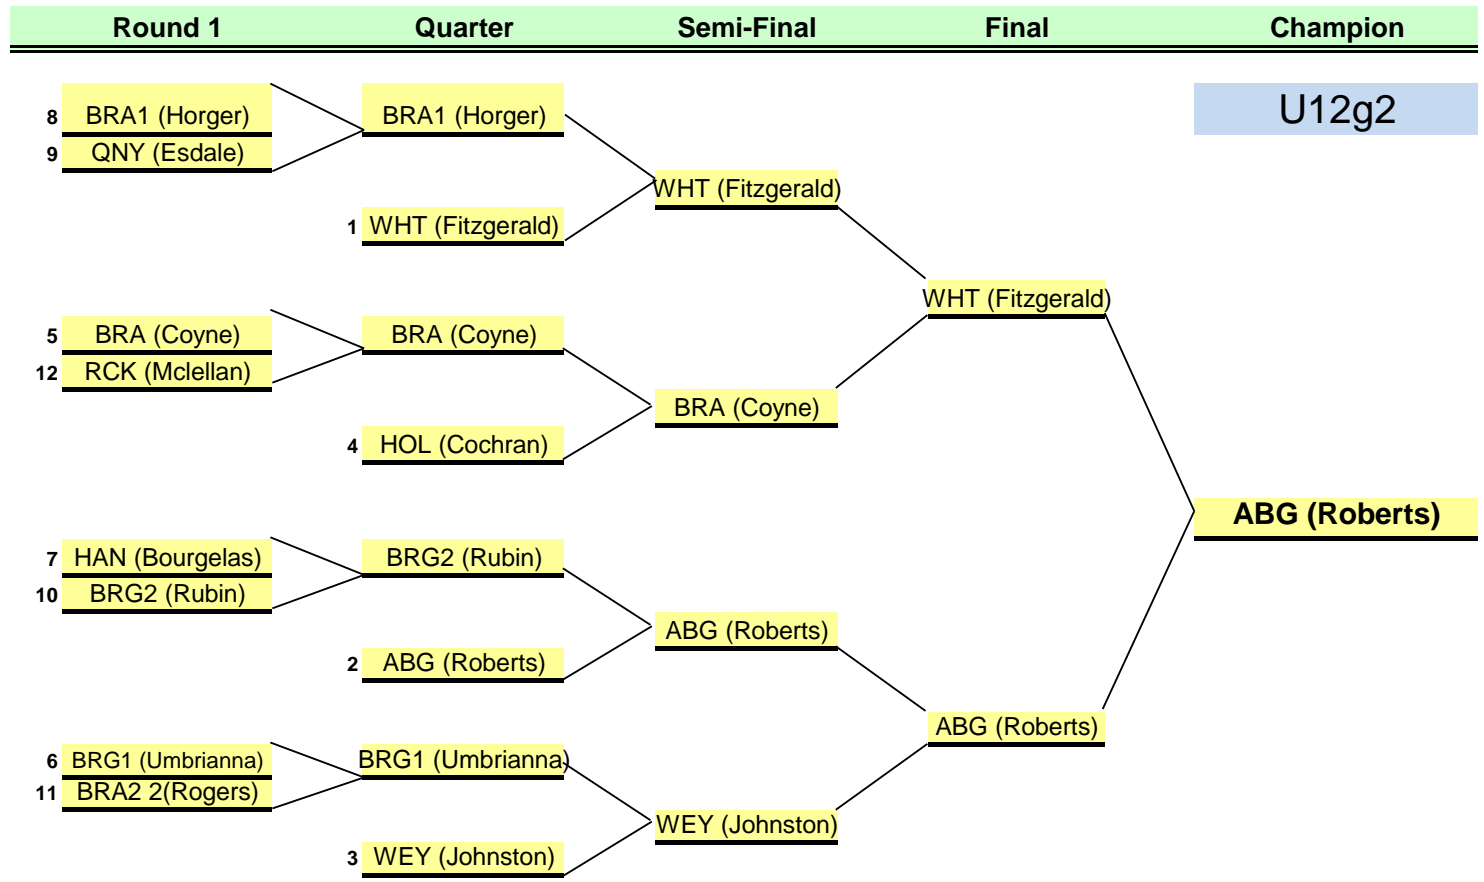 Round 1 Quarter Semi-Final Final Champion
U12g2
8 BRA1 (Horger) BRA1 (Horger)
9 QNY (Esdale)
WHT (Fitzgerald)
1 WHT (Fitzgerald)
WHT (Fitzgerald)
5 BRA (Coyne) BRA (Coyne)
12 RCK (Mclellan)
BRA (Coyne)
4 HOL (Cochran)
ABG (Roberts)
7 HAN (Bourgelas) BRG2 (Rubin)
10 BRG2 (Rubin)
ABG (Roberts)
2 ABG (Roberts)
ABG (Roberts)
6 BRG1 (Umbrianna) BRG1 (Umbrianna)
11 BRA2 2(Rogers)
WEY (Johnston)
3 WEY (Johnston)